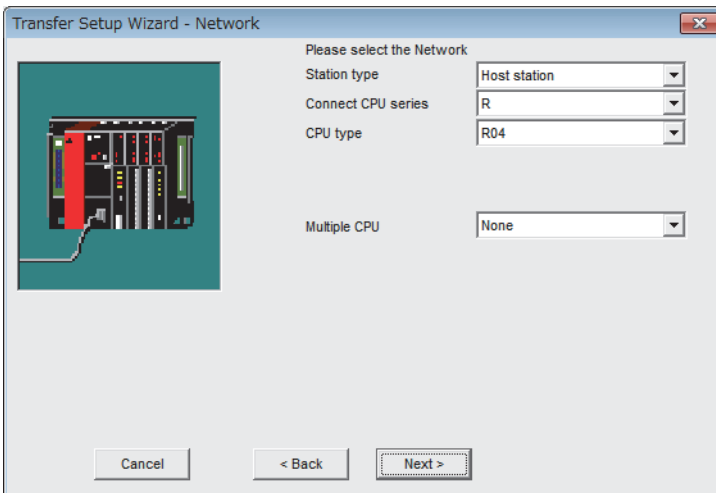 Transfer Setup Wizard - Network
Please select the Network
Station type Host station
Connect CPU series R
CPU type R04
Multiple CPU None
Cancel < Back Next >